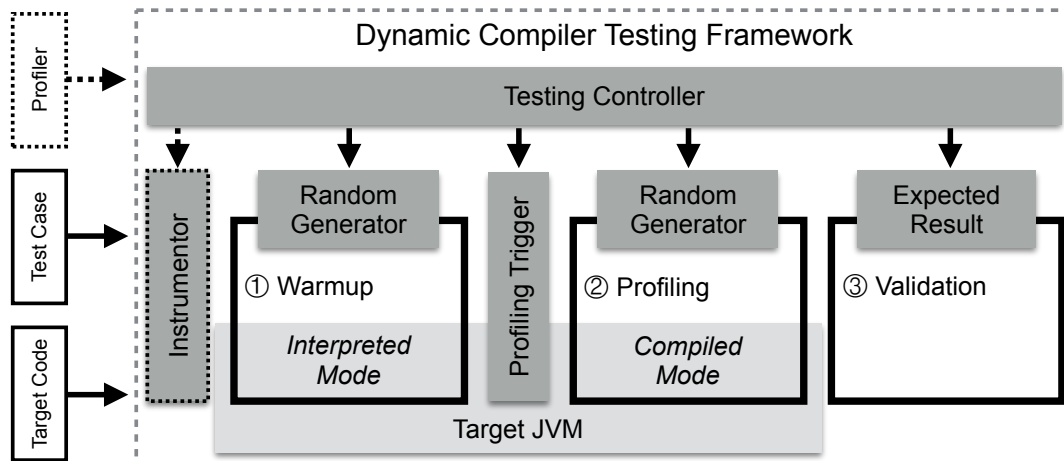 Dynamic Compiler Testing Framework
Profiler
Testing Controller
Test Case
Instrumentor
Random
Generator
Profiling Trigger
Random
Generator
Expected
Result
① Warmup
② Profiling
③ Validation
Target Code
Interpreted
Mode
Compiled
Mode
Target JVM